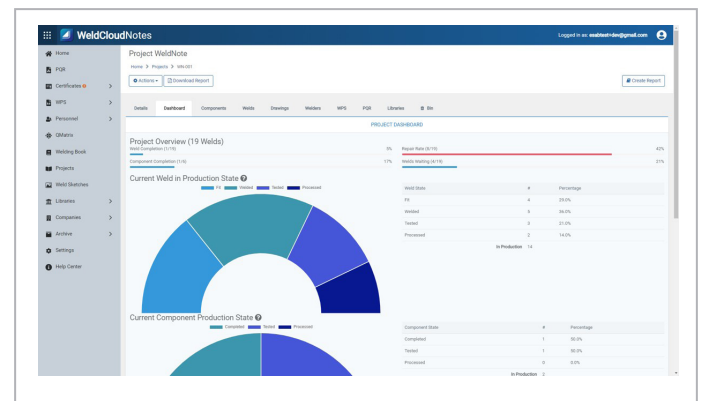 WeldCloudNotes
Logged in as: esabtest+dev@gmail.com
Home
PQR
Certificates
WPS
Personnel
QMatrix
Welding Book
Projects
Weld Sketches
Libraries
Companies
Archive
Settings
Help Center
Project WeldNote
Home > Projects > WN-001
Actions
Download Report
Create Report
Details Dashboard Components Welds Drawings Welders WPS PQR Libraries Bin
PROJECT DASHBOARD
Project Overview (19 Welds)
Weld Completion (1/19) 5% Repair Rate (8/19) 42%
Component Completion (1/6) 17% Welds Waiting (4/19) 21%
Current Weld in Production State
Fit Welded Tested Processed
Weld State # Percentage
Fit 4 29.0%
Welded 5 36.0%
Tested 3 21.0%
Processed 2 14.0%
In Production 14
Current Component Production State
Completed Tested Processed
Component State # Percentage
Completed 1 50.0%
Tested 1 50.0%
Processed 0 0.0%
In Production 2